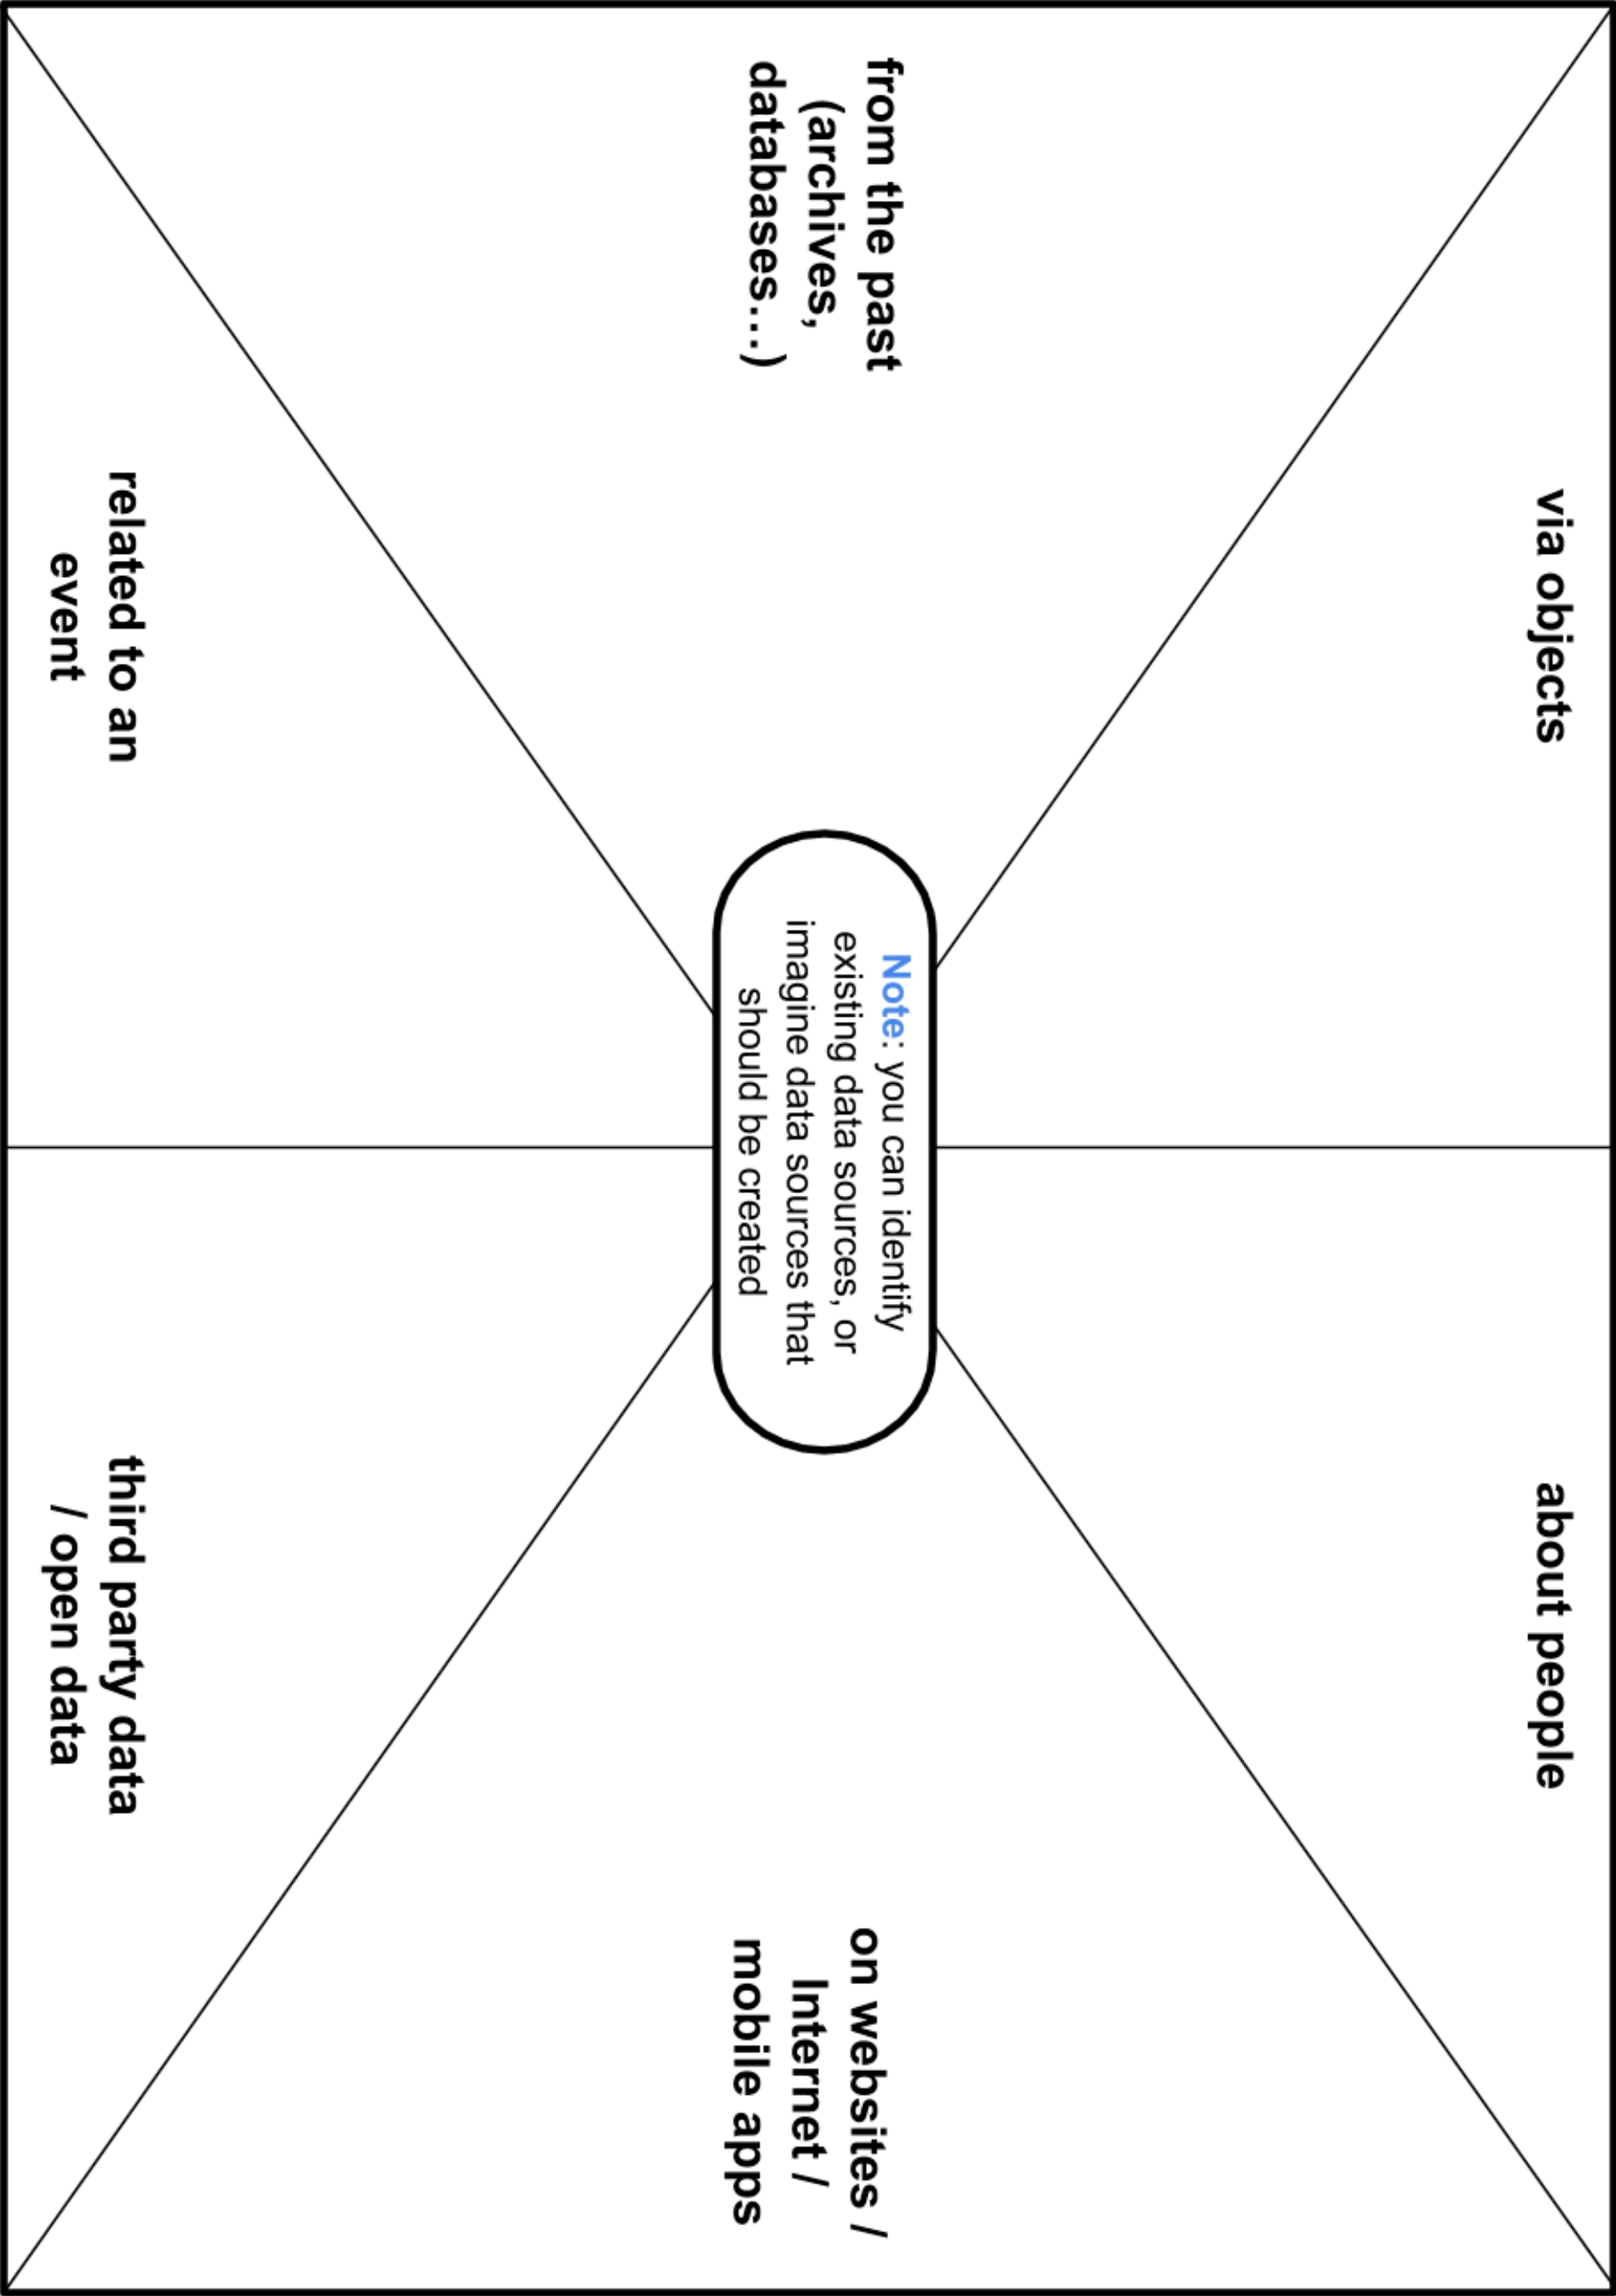 via objects
about people
from the past
(archives,
databases…)
Note: you can identify
existing data sources, or
imagine data sources that
should be created
on websites /
Internet /
mobile apps
related to an
event
third party data
/ open data